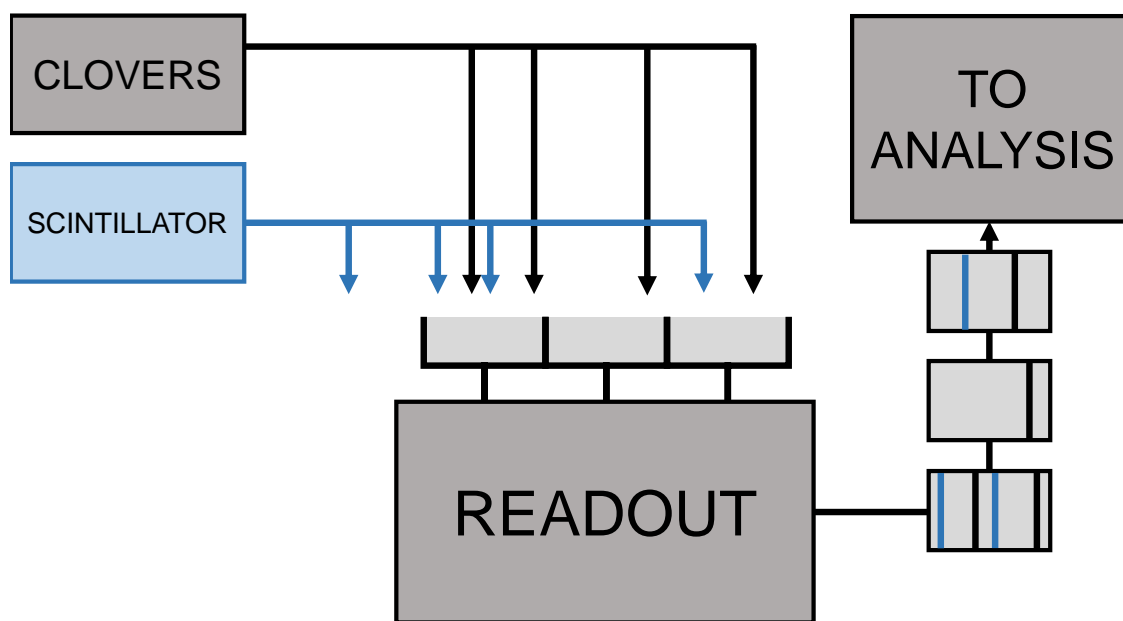 CLOVERS
SCINTILLATOR
TO
ANALYSIS
READOUT